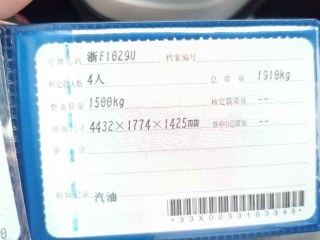 号牌号码 浙F1029U 档案编号
核定载人数 4人 总质量 1910kg
整备质量 1500kg 核定载质量 --
外廓尺寸 4432×1774×1425mm 准牵引总质量 --
备注
检验记录 汽油